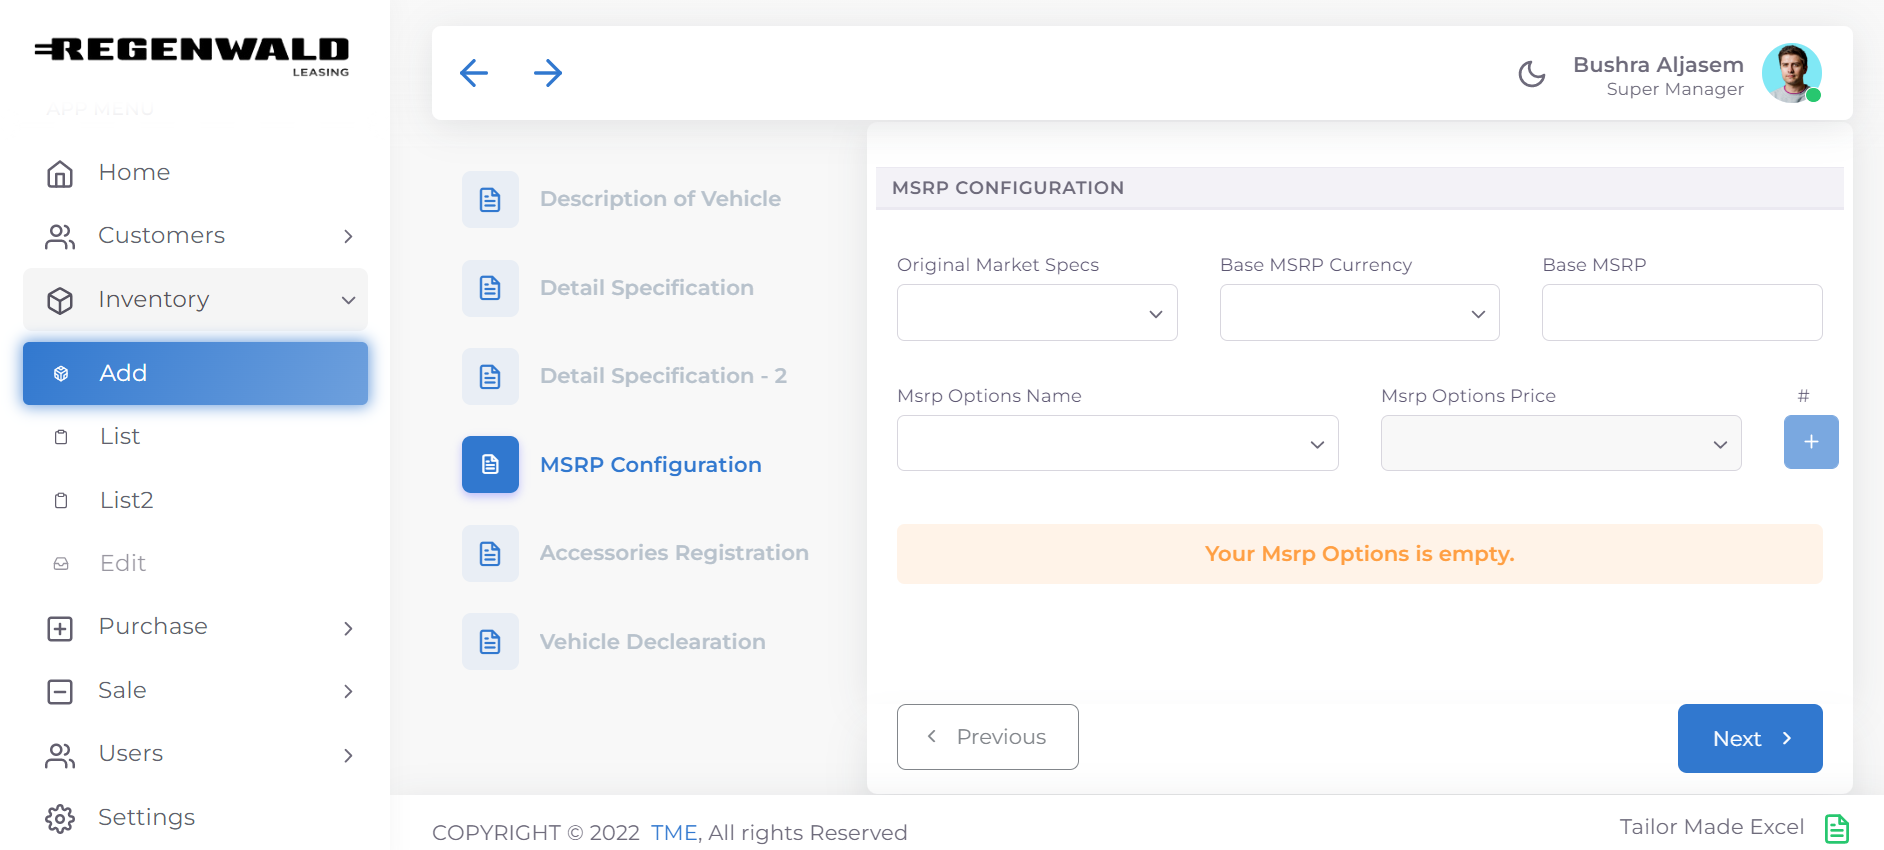 REGENWALD
LEASING
APP MENU
Home
Customers
Inventory
Add
List
List2
Edit
Purchase
Sale
Users
Settings
Bushra Aljasem
Super Manager
Description of Vehicle
Detail Specification
Detail Specification - 2
MSRP Configuration
Accessories Registration
Vehicle Declearation
MSRP CONFIGURATION
Original Market Specs
Base MSRP Currency
Base MSRP
Msrp Options Name
Msrp Options Price
#
Your Msrp Options is empty.
Previous
Next
COPYRIGHT © 2022 TME, All rights Reserved
Tailor Made Excel